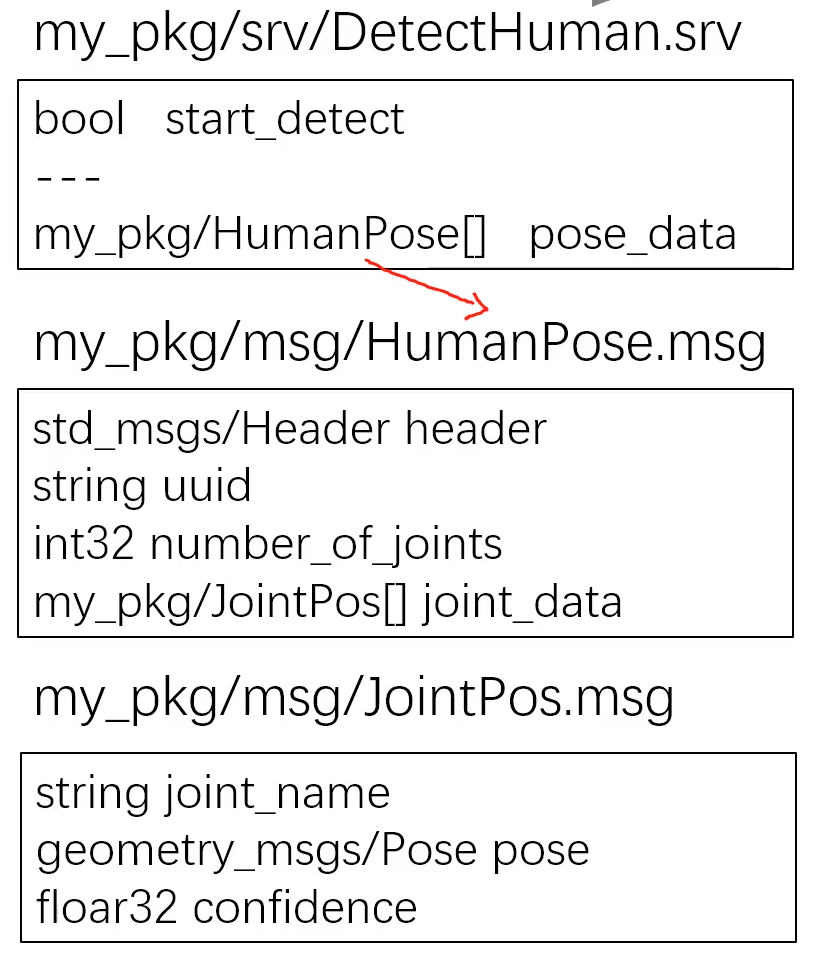 my_pkg/srv/DetectHuman.srv
bool start_detect
---
my_pkg/HumanPose[] pose_data
my_pkg/msg/HumanPose.msg
std_msgs/Header header
string uuid
int32 number_of_joints
my_pkg/JointPos[] joint_data
my_pkg/msg/JointPos.msg
string joint_name
geometry_msgs/Pose pose
floar32 confidence